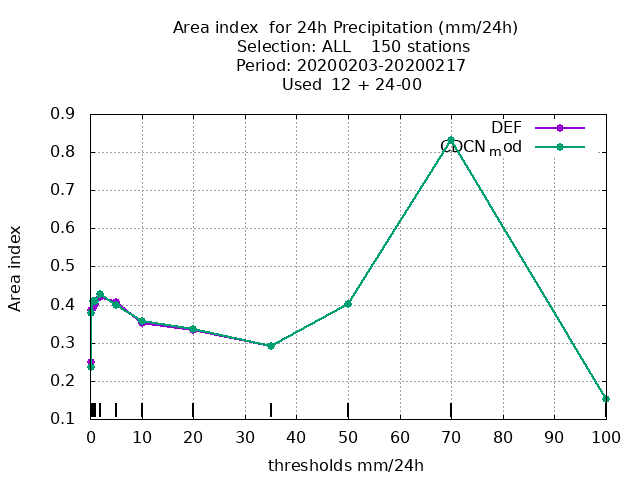 Area index  for 24h Precipitation (mm/24h)
Selection: ALL    150 stations
Period: 20200203-20200217
Used  12 + 24-00
DEF
CDCN_mod
0.9
0.8
0.7
0.6
0.5
0.4
0.3
0.2
0.1
Area index
0 10 20 30 40 50 60 70 80 90 100
thresholds mm/24h